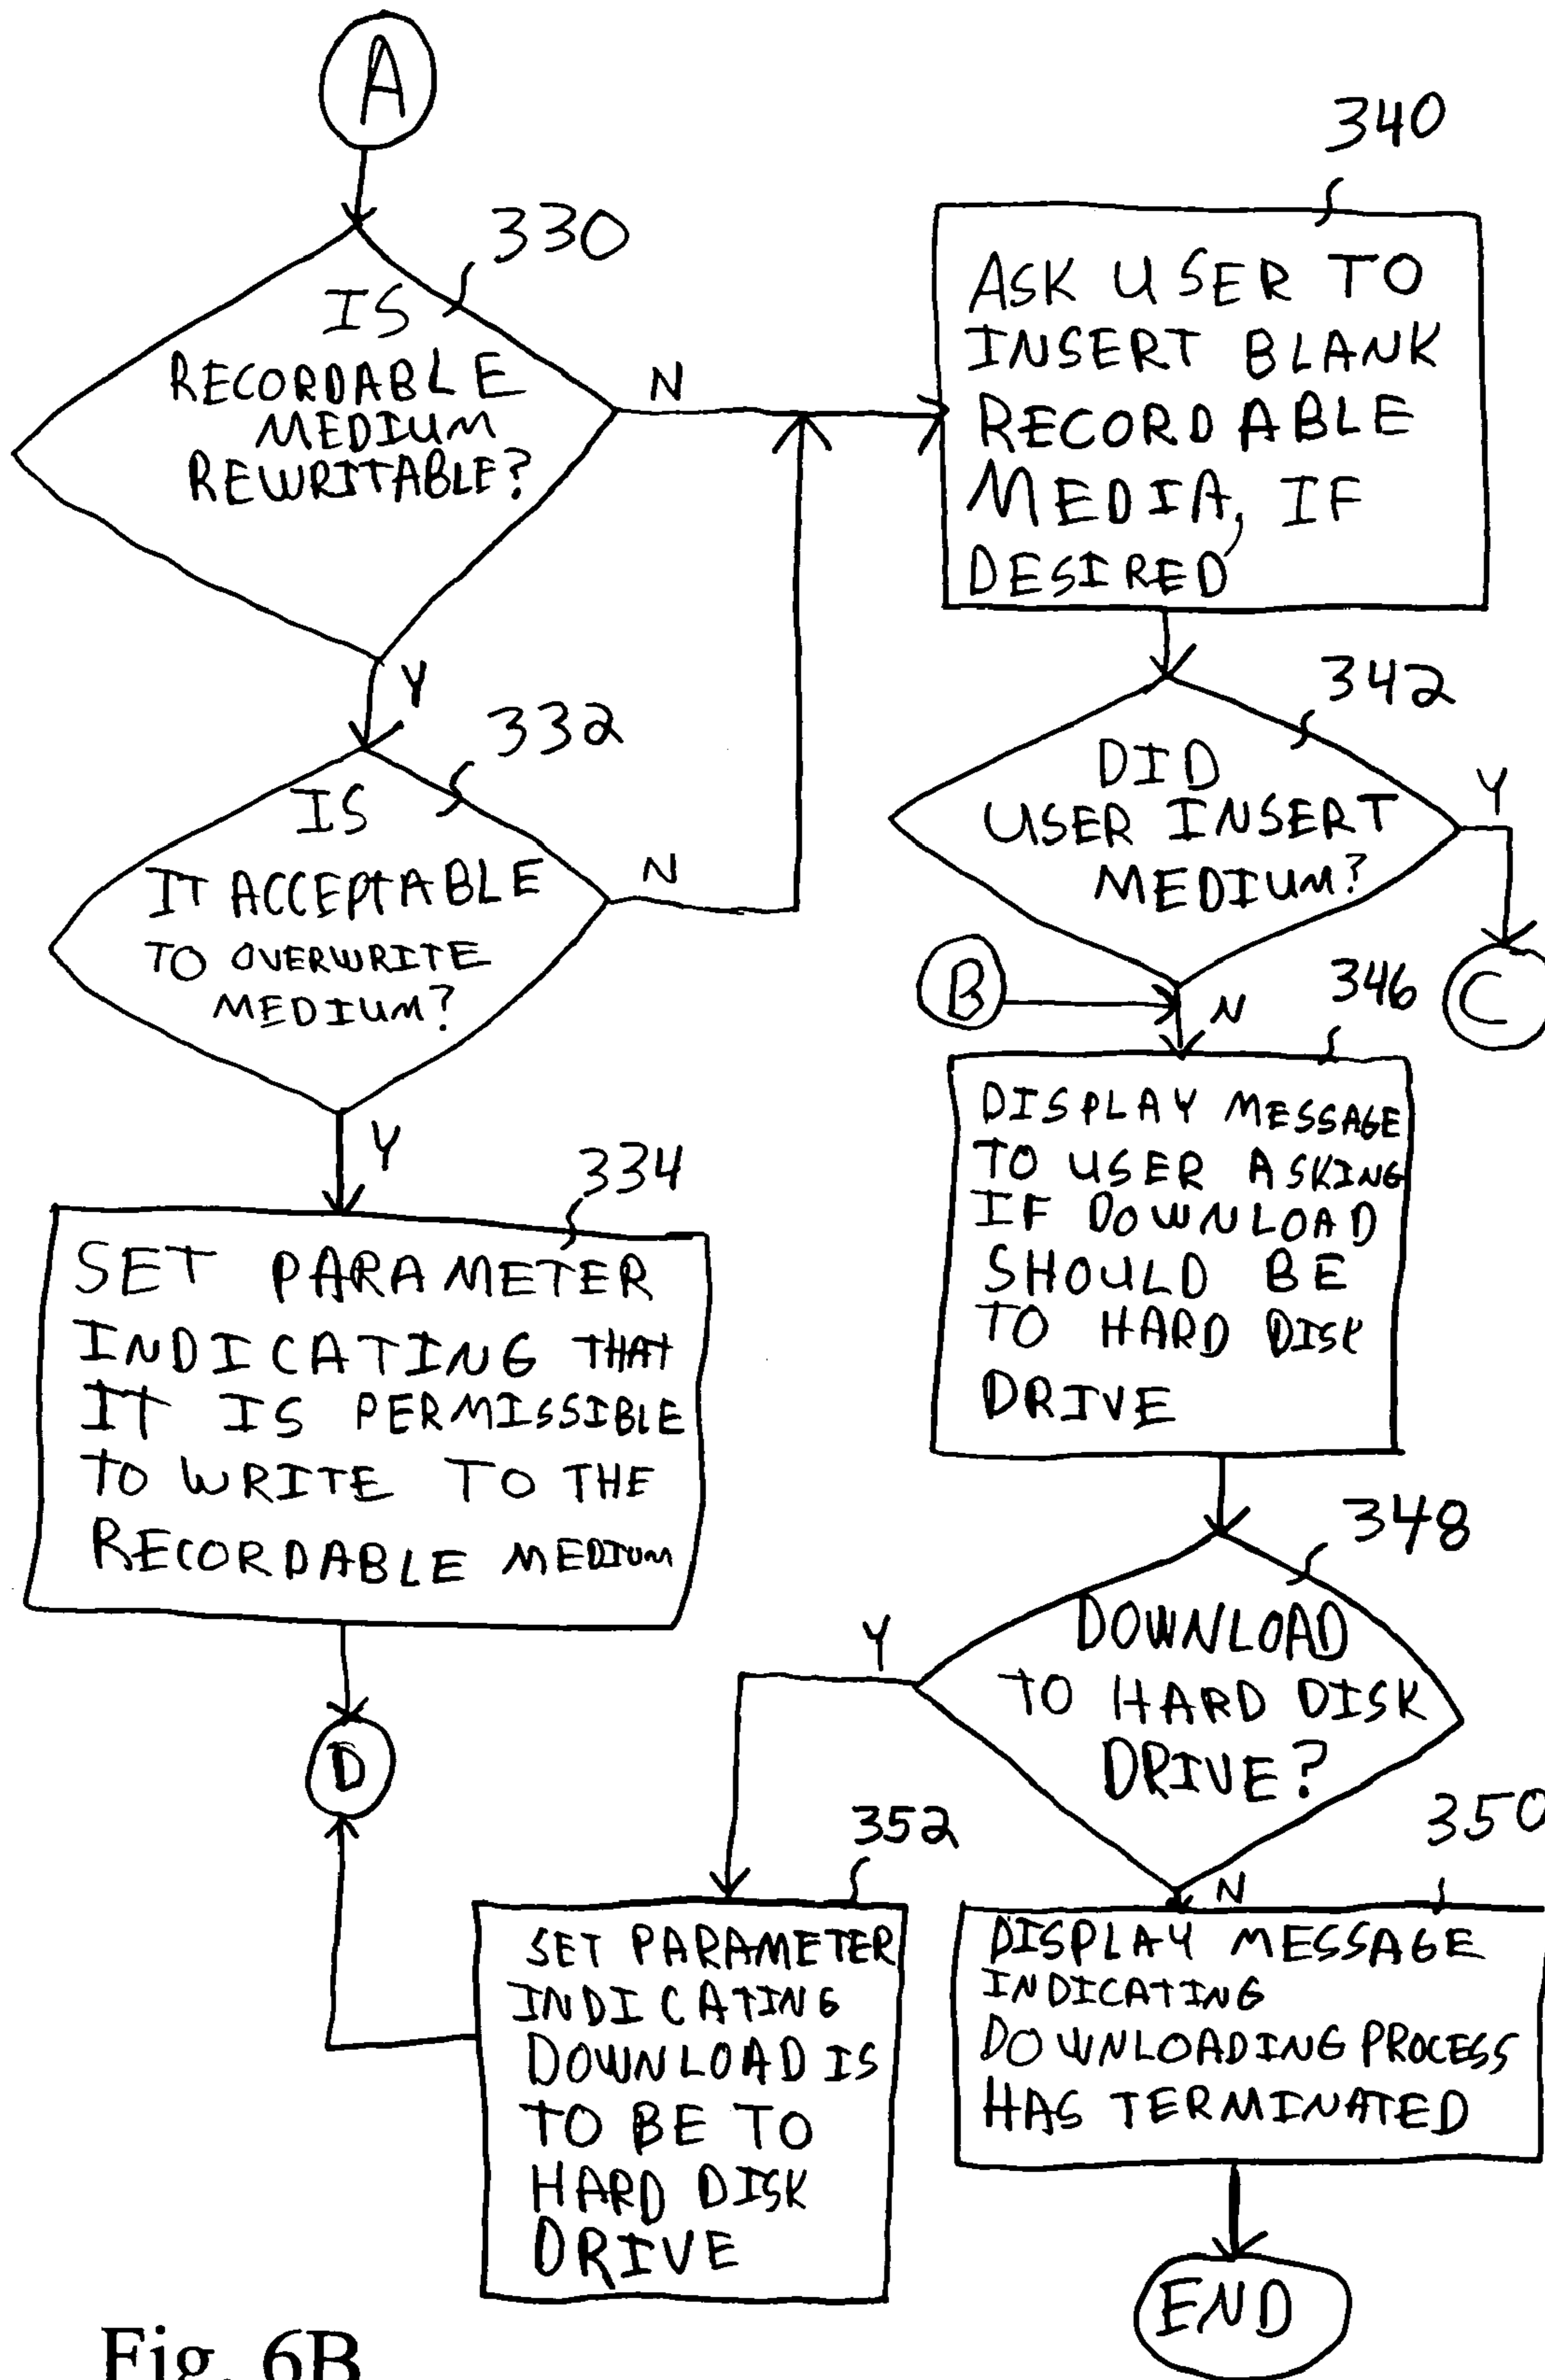 A
330
IS
RECORDABLE
MEDIUM
REWRITABLE?
N
Y
332
IS
IT ACCEPTABLE
TO OVERWRITE
MEDIUM?
N
Y
334
SET PARAMETER
INDICATING THAT
IT IS PERMISSIBLE
TO WRITE TO THE
RECORDABLE MEDIUM
D
340
ASK USER TO
INSERT BLANK
RECORDABLE
MEDIA, IF
DESIRED
342
DID
USER INSERT
MEDIUM?
Y
C
B
N
346
DISPLAY MESSAGE
TO USER ASKING
IF DOWNLOAD
SHOULD BE
TO HARD DISK
DRIVE
348
DOWNLOAD
TO HARD DISK
DRIVE?
Y
N
352
SET PARAMETER
INDICATING
DOWNLOAD IS
TO BE TO
HARD DISK
DRIVE
350
DISPLAY MESSAGE
INDICATING
DOWNLOADING PROCESS
HAS TERMINATED
END
Fig. 6B